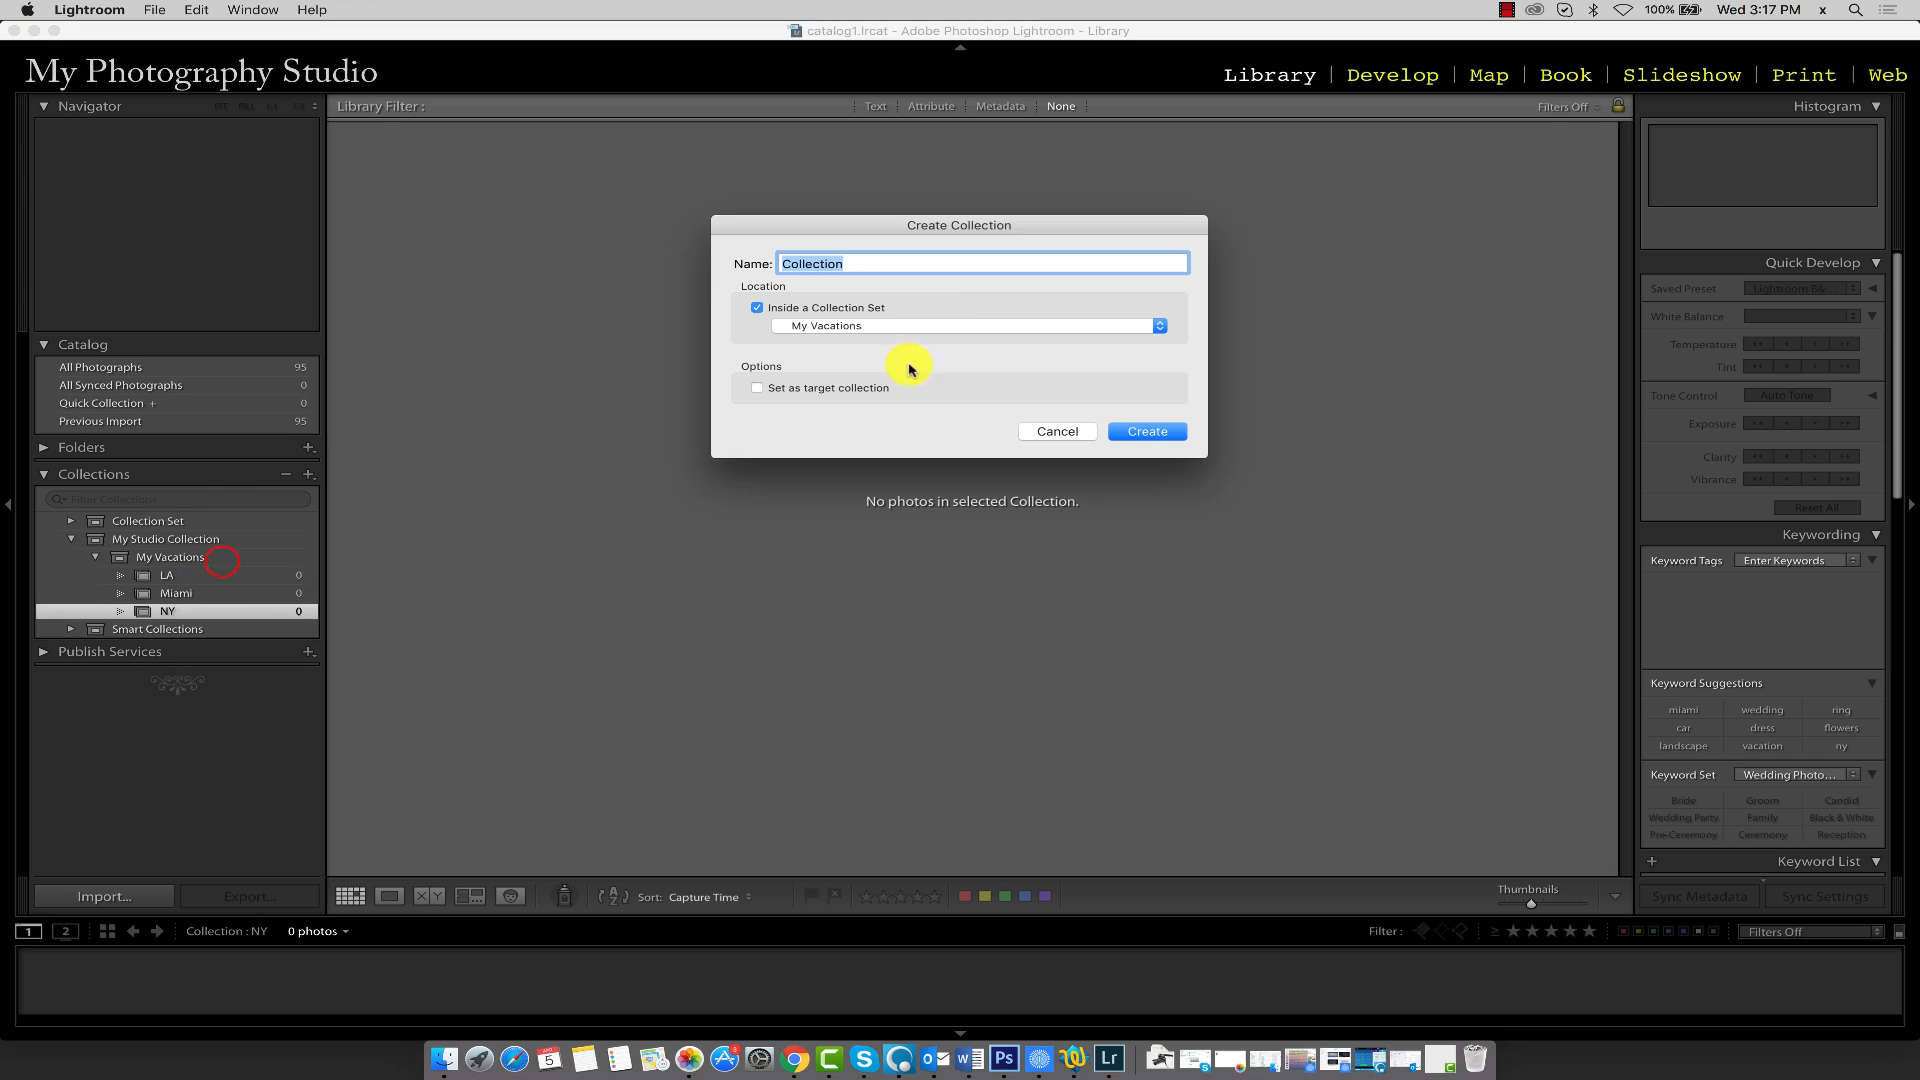 Lightroom File Edit Window Help 100% Wed 3:17 PM x
catalog1.lrcat - Adobe Photoshop Lightroom - Library
My Photography Studio
Library | Develop | Map | Book | Slideshow | Print | Web
Navigator
Library Filter : Text Attribute Metadata None Filters Off
Histogram
Create Collection
Name: Collection
Location
Inside a Collection Set
My Vacations
Options
Set as target collection
Cancel Create
No photos in selected Collection.
Catalog
All Photographs 95
All Synced Photographs 0
Quick Collection + 0
Previous Import 95
Folders
Collections
Filter Collections
Collection Set
My Studio Collection
My Vacations
LA 0
Miami 0
NY 0
Smart Collections
Publish Services
Import... Export...
Quick Develop
Saved Preset Lightroom B&...
White Balance
Temperature
Tint
Tone Control Auto Tone
Exposure
Clarity
Vibrance
Reset All
Keywording
Keyword Tags Enter Keywords
Keyword Suggestions
miami wedding ring
car dress flowers
landscape vacation ny
Keyword Set Wedding Photo...
Bride Groom Candid
Wedding Party Family Black & White
Pre-Ceremony Ceremony Reception
Keyword List
Sync Metadata Sync Settings
XY Sort: Capture Time Thumbnails
1 2 Collection : NY 0 photos Filter : Filters Off
5 Ps Lr